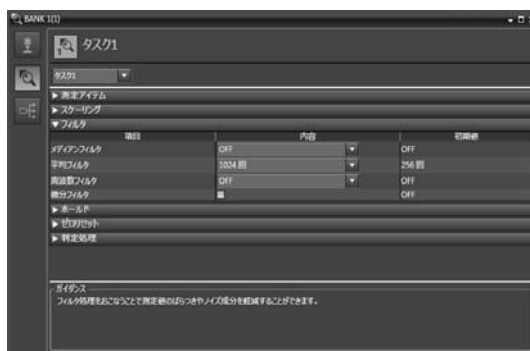 BANK 1(1)
1 タスク1
タスク1
▶ 測定アイテム
▶ スケーリング
▼フィルタ
項目 内容 初期値
メディアンフィルタ OFF OFF
平均フィルタ 1024 回 256 回
周波数フィルタ OFF OFF
微分フィルタ OFF
▶ ホールド
▶ ゼロリセット
▶ 判定処理
ガイダンス
フィルタ処理をおこなうことで測定値のばらつきやノイズ成分を軽減することができます。